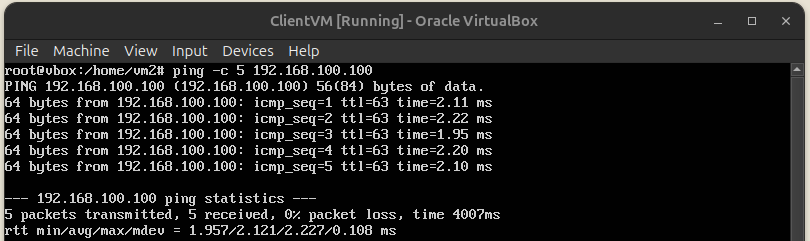 ClientVM [Running] - Oracle VirtualBox
File Machine View Input Devices Help
root@vbox:/home/vm2# ping -c 5 192.168.100.100
PING 192.168.100.100 (192.168.100.100) 56(84) bytes of data.
64 bytes from 192.168.100.100: icmp_seq=1 ttl=63 time=2.11 ms
64 bytes from 192.168.100.100: icmp_seq=2 ttl=63 time=2.22 ms
64 bytes from 192.168.100.100: icmp_seq=3 ttl=63 time=1.95 ms
64 bytes from 192.168.100.100: icmp_seq=4 ttl=63 time=2.20 ms
64 bytes from 192.168.100.100: icmp_seq=5 ttl=63 time=2.10 ms
--- 192.168.100.100 ping statistics ---
5 packets transmitted, 5 received, 0% packet loss, time 4007ms
rtt min/avg/max/mdev = 1.957/2.121/2.227/0.108 ms